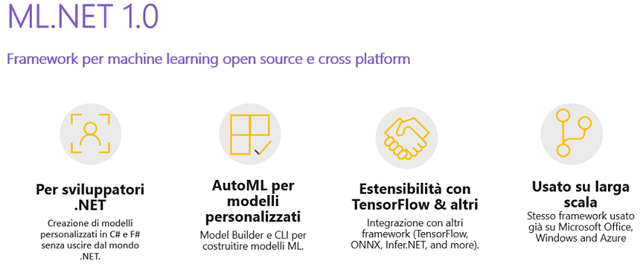 ML.NET 1.0
Framework per machine learning open source e cross platform
Per sviluppatori
.NET
Creazione di modelli
personalizzati in C# e F#
senza uscire dal mondo
.NET.
AutoML per
modelli
personalizzati
Model Builder e CLI per
costruitire modelli ML.
Estensibilità con
TensorFlow & altri
Integrazione con altri
framework (TensorFlow,
ONNX, Infer.NET, and more).
Usato su larga
scala
Stesso framework usato
già su Microsoft Office,
Windows and Azure